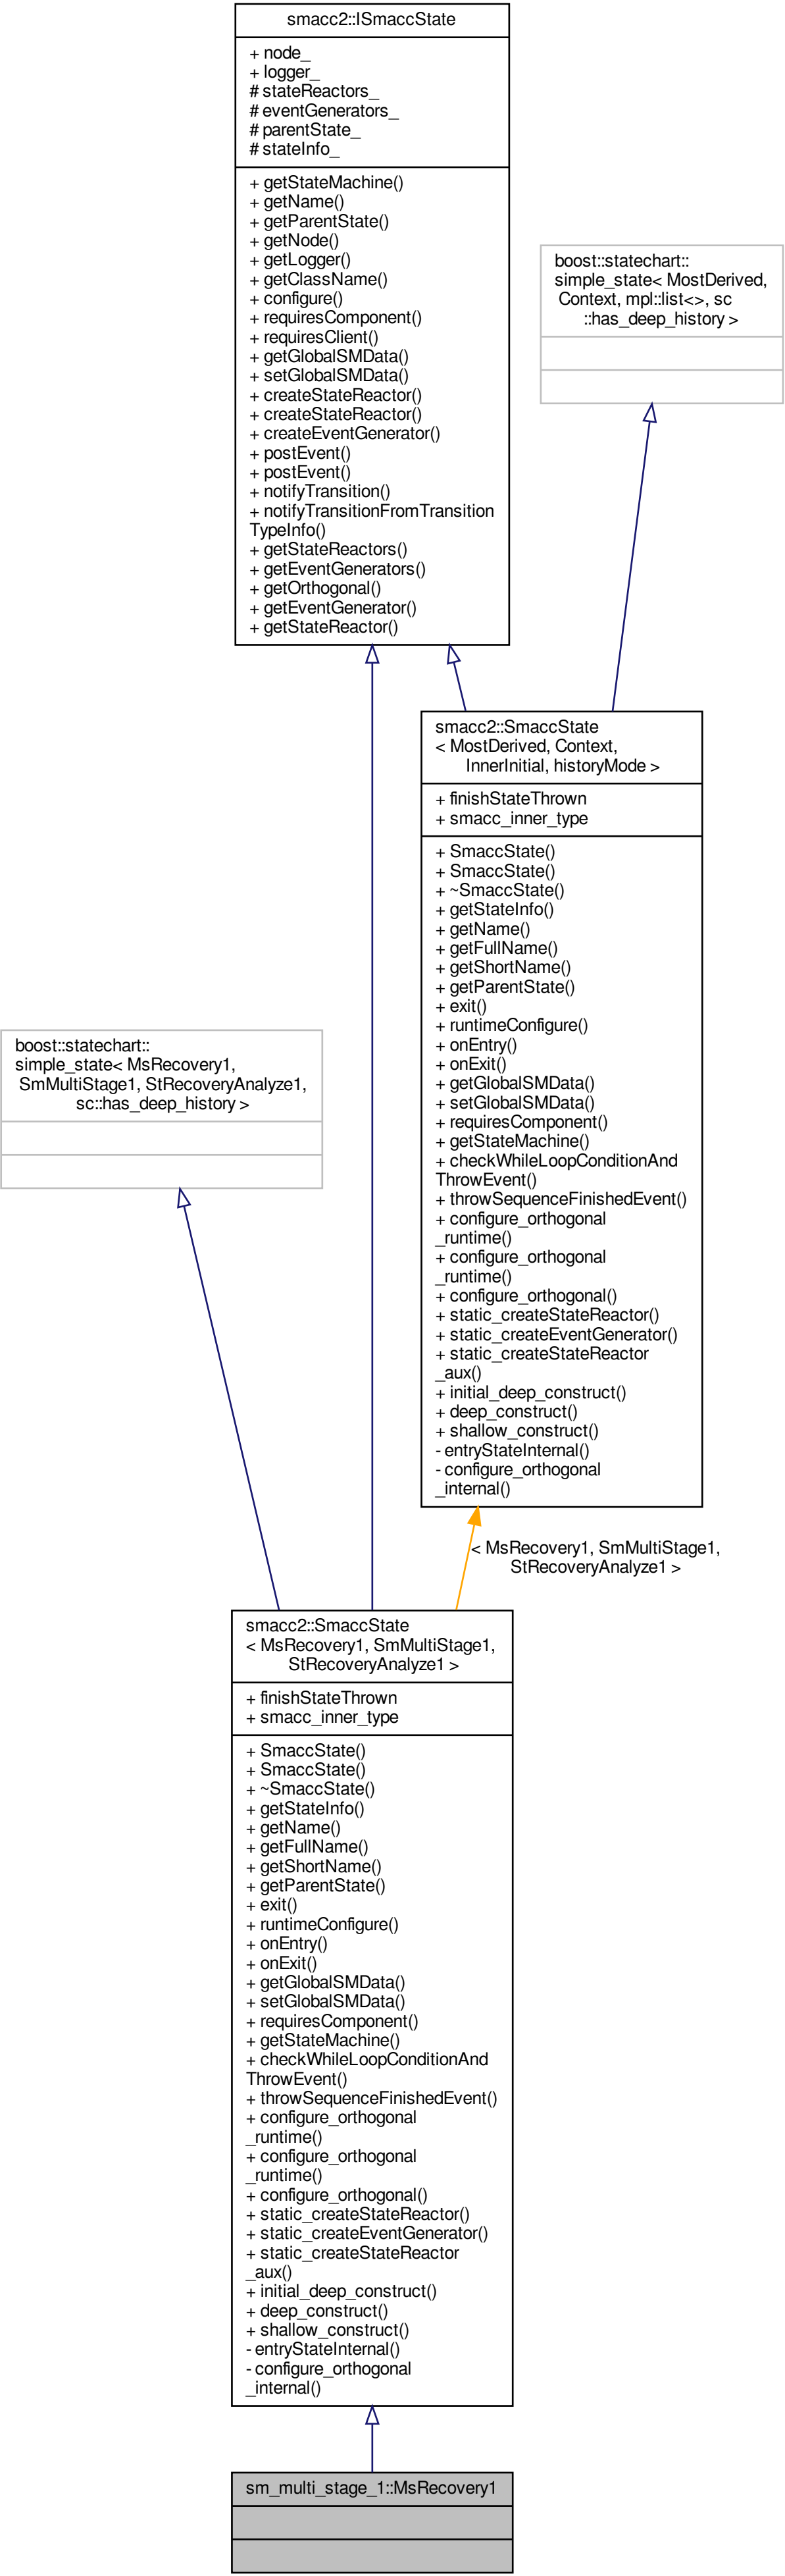 smacc2::ISmaccState
+ node_
+ logger_
# stateReactors_
# eventGenerators_
# parentState_
# stateInfo_
+ getStateMachine()
+ getName()
+ getParentState()
+ getNode()
+ getLogger()
+ getClassName()
+ configure()
+ requiresComponent()
+ requiresClient()
+ getGlobalSMData()
+ setGlobalSMData()
+ createStateReactor()
+ createStateReactor()
+ createEventGenerator()
+ postEvent()
+ postEvent()
+ notifyTransition()
+ notifyTransitionFromTransition
TypeInfo()
+ getStateReactors()
+ getEventGenerators()
+ getOrthogonal()
+ getEventGenerator()
+ getStateReactor()
boost::statechart::
simple_state< MostDerived,
Context, mpl::list<>, sc
::has_deep_history >
smacc2::SmaccState
< MostDerived, Context,
InnerInitial, historyMode >
+ finishStateThrown
+ smacc_inner_type
+ SmaccState()
+ SmaccState()
+ ~SmaccState()
+ getStateInfo()
+ getName()
+ getFullName()
+ getShortName()
+ getParentState()
+ exit()
+ runtimeConfigure()
+ onEntry()
+ onExit()
+ getGlobalSMData()
+ setGlobalSMData()
+ requiresComponent()
+ getStateMachine()
+ checkWhileLoopConditionAnd
ThrowEvent()
+ throwSequenceFinishedEvent()
+ configure_orthogonal
_runtime()
+ configure_orthogonal
_runtime()
+ configure_orthogonal()
+ static_createStateReactor()
+ static_createEventGenerator()
+ static_createStateReactor
_aux()
+ initial_deep_construct()
+ deep_construct()
+ shallow_construct()
- entryStateInternal()
- configure_orthogonal
_internal()
boost::statechart::
simple_state< MsRecovery1,
SmMultiStage1, StRecoveryAnalyze1,
sc::has_deep_history >
< MsRecovery1, SmMultiStage1,
StRecoveryAnalyze1 >
smacc2::SmaccState
< MsRecovery1, SmMultiStage1,
StRecoveryAnalyze1 >
+ finishStateThrown
+ smacc_inner_type
+ SmaccState()
+ SmaccState()
+ ~SmaccState()
+ getStateInfo()
+ getName()
+ getFullName()
+ getShortName()
+ getParentState()
+ exit()
+ runtimeConfigure()
+ onEntry()
+ onExit()
+ getGlobalSMData()
+ setGlobalSMData()
+ requiresComponent()
+ getStateMachine()
+ checkWhileLoopConditionAnd
ThrowEvent()
+ throwSequenceFinishedEvent()
+ configure_orthogonal
_runtime()
+ configure_orthogonal
_runtime()
+ configure_orthogonal()
+ static_createStateReactor()
+ static_createEventGenerator()
+ static_createStateReactor
_aux()
+ initial_deep_construct()
+ deep_construct()
+ shallow_construct()
- entryStateInternal()
- configure_orthogonal
_internal()
sm_multi_stage_1::MsRecovery1